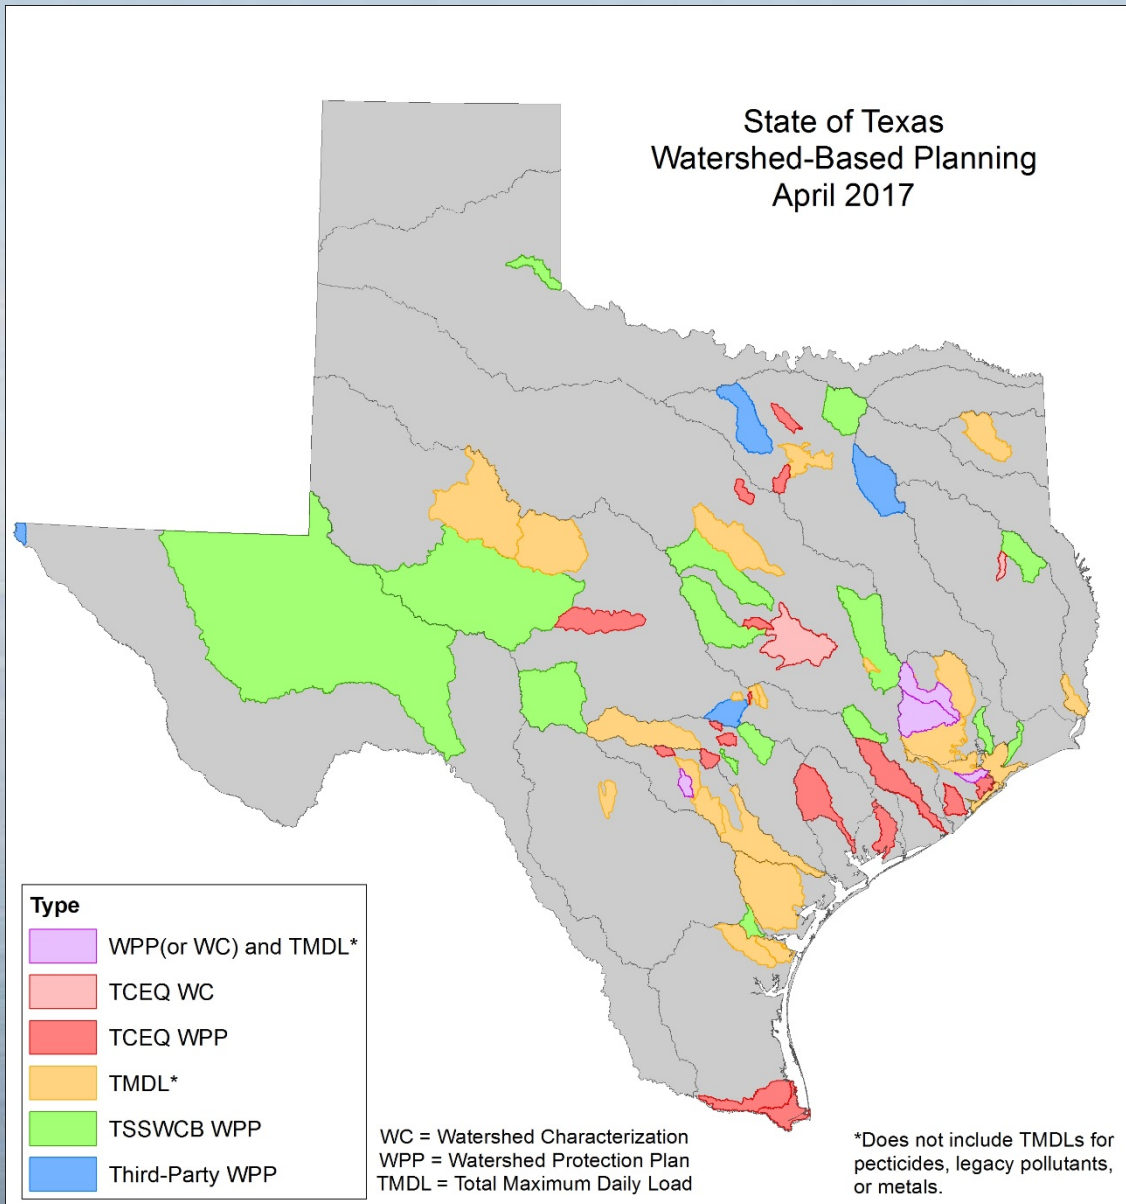 State of Texas
Watershed-Based Planning
April 2017
Type
WPP(or WC) and TMDL*
TCEQ WC
TCEQ WPP
TMDL*
TSSWCB WPP
Third-Party WPP
WC = Watershed Characterization
WPP = Watershed Protection Plan
TMDL = Total Maximum Daily Load
*Does not include TMDLs for
pesticides, legacy pollutants,
or metals.